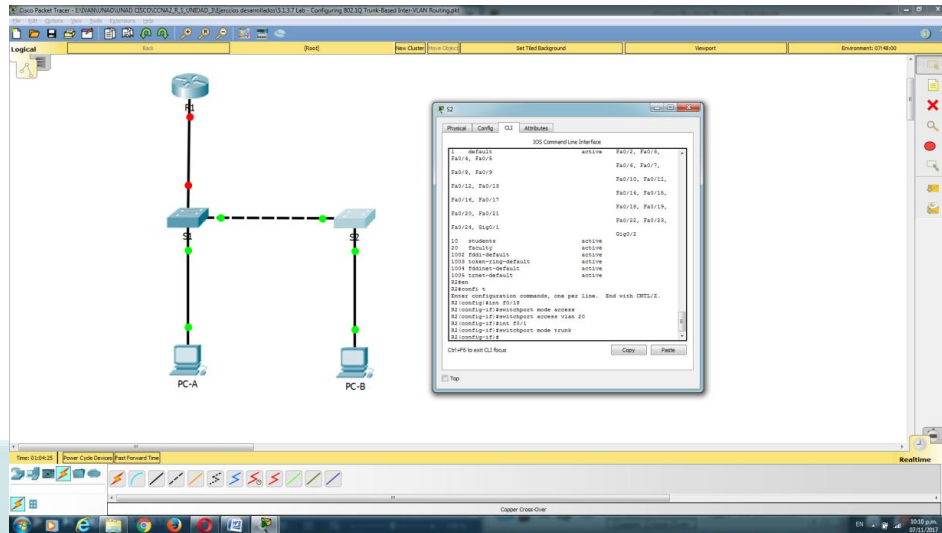 Cisco Packet Tracer - E:\IVAN\UNAD\UNAD CISCO\CCNA2_R_S_UNIDAD_3\Ejerccios desarrollados\5.1.3.7 Lab - Configuring 802.1Q Trunk-Based Inter-VLAN Routing.pkt
File Edit Options View Tools Extensions Help
Logical Back [Root] New Cluster Move Object Set Tiled Background Viewport Environment: 07:48:00
R1
S1
S2
PC-A
PC-B
S2
Physical Config CLI Attributes
IOS Command Line Interface
1 default active Fa0/2, Fa0/3,
Fa0/4, Fa0/5
Fa0/6, Fa0/7,
Fa0/8, Fa0/9
Fa0/10, Fa0/11,
Fa0/12, Fa0/13
Fa0/14, Fa0/15,
Fa0/16, Fa0/17
Fa0/18, Fa0/19,
Fa0/20, Fa0/21
Fa0/22, Fa0/23,
Fa0/24, Gig0/1
Gig0/2
10 students active
20 faculty active
1002 fddi-default active
1003 token-ring-default active
1004 fddinet-default active
1005 trnet-default active
R2#en
R2#confi t
Enter configuration commands, one per line. End with CNTL/Z.
R2(config)#int f0/18
R2(config-if)#switchport mode access
R2(config-if)#switchport access vlan 20
R2(config-if)#int f0/1
R2(config-if)#switchport mode trunk
R2(config-if)#
Ctrl+F6 to exit CLI focus Copy Paste
Top
Time: 01:04:25 Power Cycle Devices Fast Forward Time Realtime
Copper Cross-Over
EN 10:10 p.m.
07/11/2017